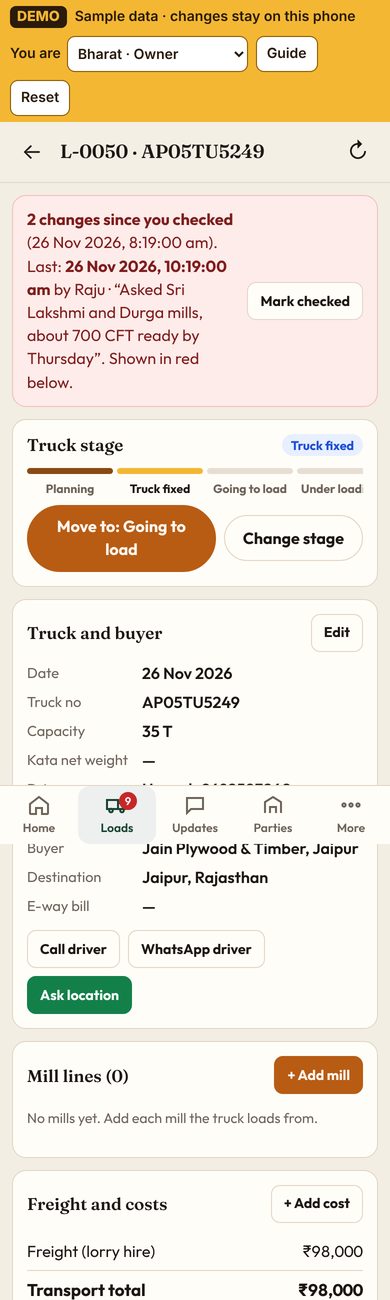 DEMO Sample data · changes stay on this phone
You are Bharat · Owner Guide
Reset
L-0050 · AP05TU5249
2 changes since you checked
(26 Nov 2026, 8:19:00 am).
Last: 26 Nov 2026, 10:19:00
am by Raju · “Asked Sri
Lakshmi and Durga mills,
about 700 CFT ready by
Thursday”. Shown in red
below.
Mark checked
Truck stage Truck fixed
Planning Truck fixed Going to load Under load
Move to: Going to
load
Change stage
Truck and buyer Edit
Date 26 Nov 2026
Truck no AP05TU5249
Capacity 35 T
Kata net weight —
9
Home Loads Updates Parties More
Buyer Jain Plywood & Timber, Jaipur
Destination Jaipur, Rajasthan
E-way bill —
Call driver WhatsApp driver
Ask location
Mill lines (0) + Add mill
No mills yet. Add each mill the truck loads from.
Freight and costs + Add cost
Freight (lorry hire) ₹98,000
Transport total ₹98,000